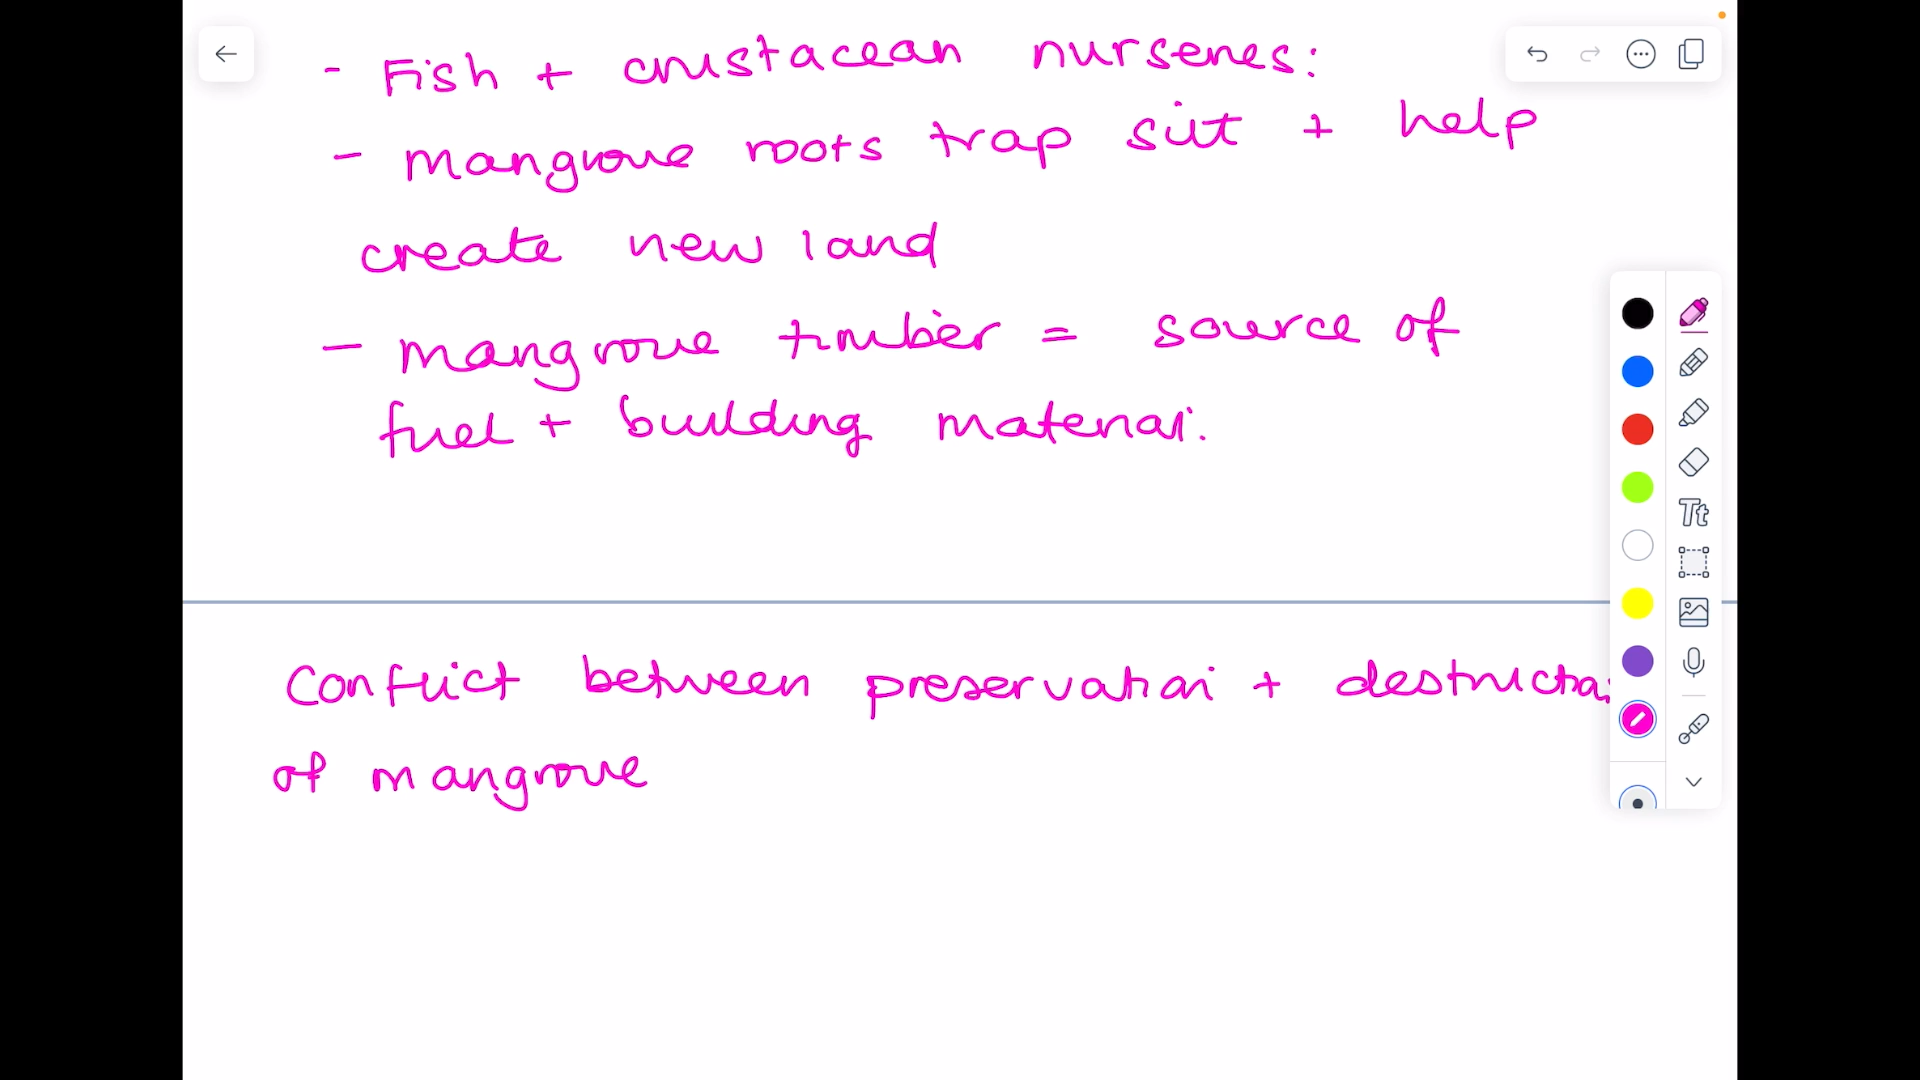 - Fish + crustacean nurseries:
- mangrove roots trap silt + help
create new land
- mangrove timber = source of
fuel + building material.
Conflict between preservation + destruction
of mangrove
Tt